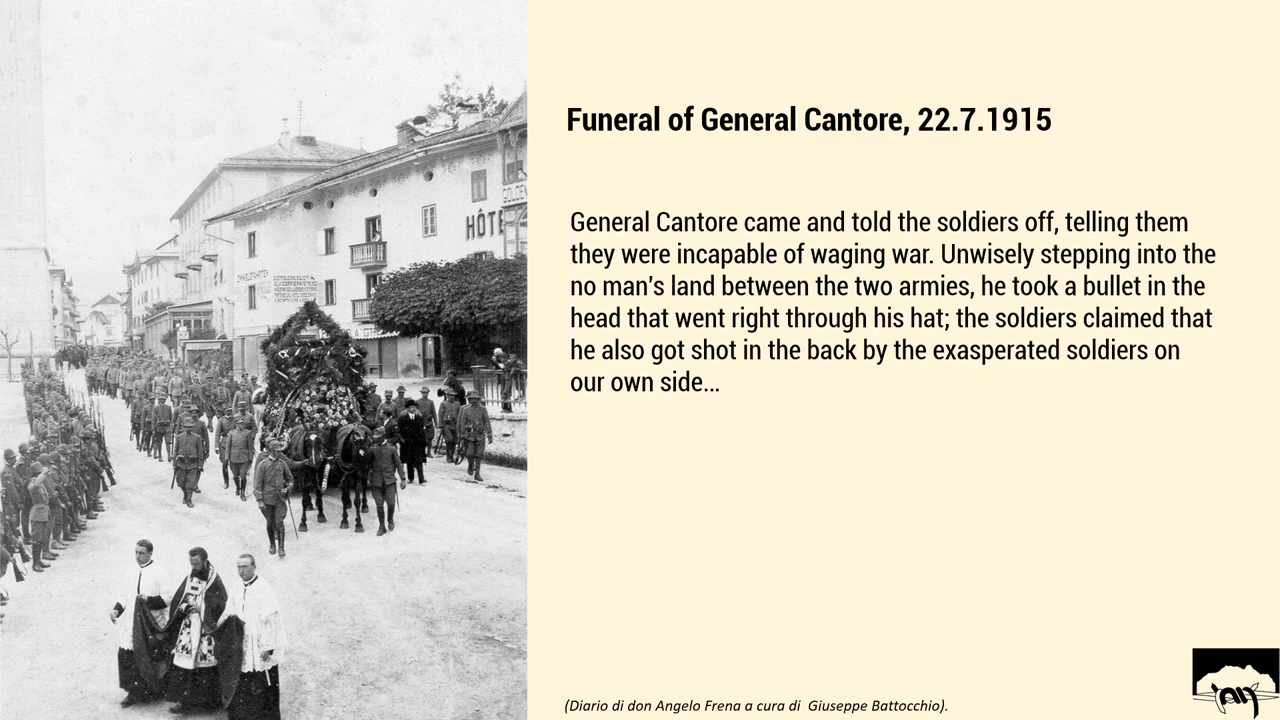 HÔTE
GOLDEN
Funeral of General Cantore, 22.7.1915
General Cantore came and told the soldiers off, telling them
they were incapable of waging war. Unwisely stepping into the
no man's land between the two armies, he took a bullet in the
head that went right through his hat; the soldiers claimed that
he also got shot in the back by the exasperated soldiers on
our own side...
(Diario di don Angelo Frena a cura di Giuseppe Battocchio).